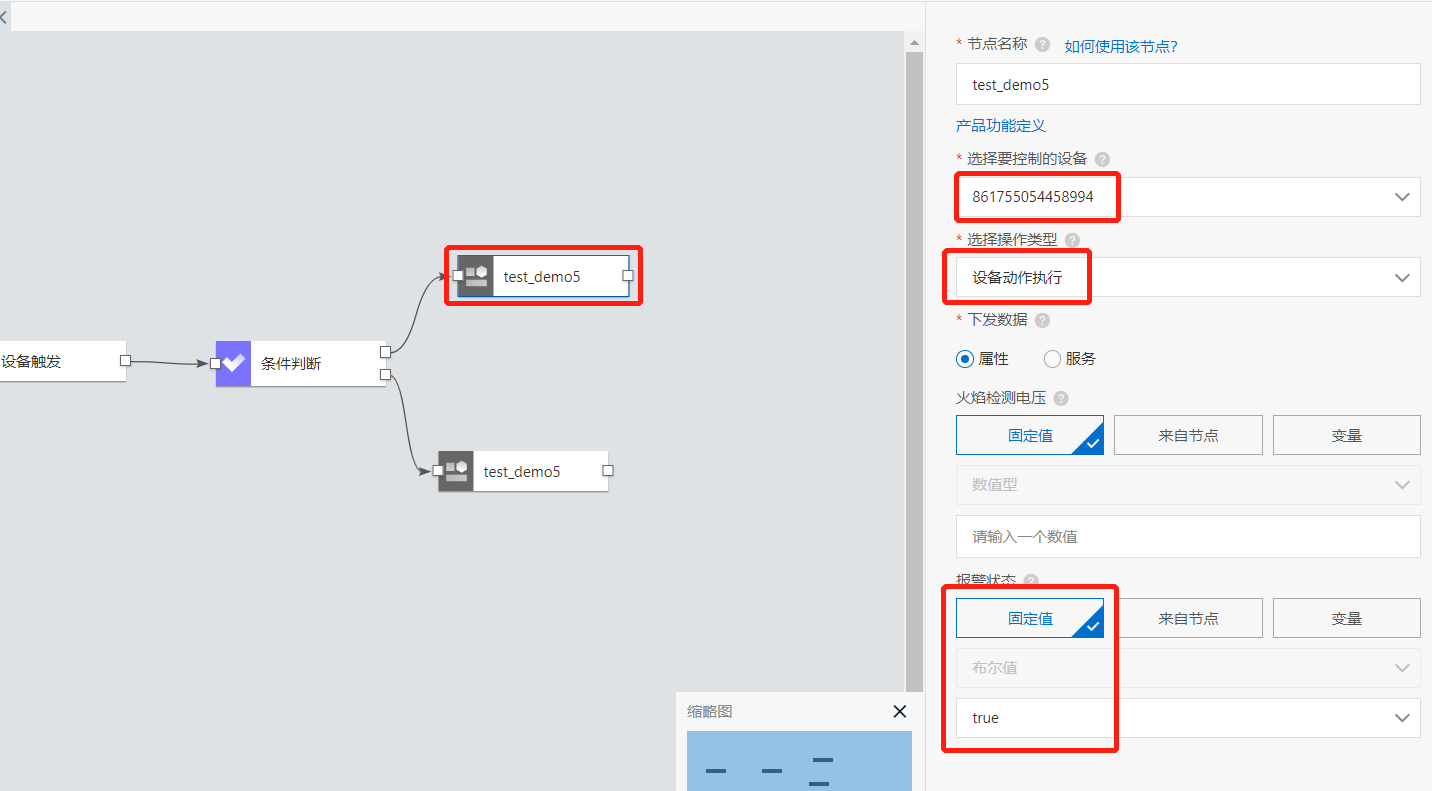 设备触发
条件判断
test_demo5
test_demo5
缩略图
* 节点名称 ? 如何使用该节点?
test_demo5
产品功能定义
* 选择要控制的设备 ?
861755054458994
* 选择操作类型 ?
设备动作执行
* 下发数据 ?
属性 服务
火焰检测电压 ?
固定值 来自节点 变量
数值型
请输入一个数值
报警状态 ?
固定值 来自节点 变量
布尔值
true